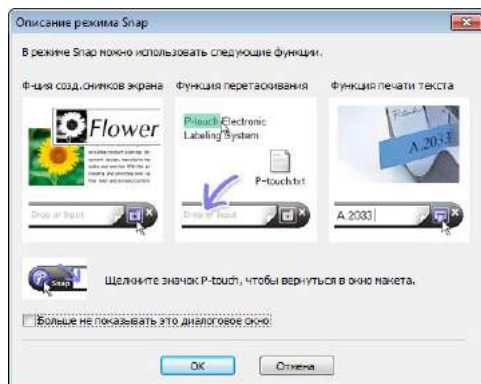 Описание режима Snap
В режиме Snap можно использовать следующие функции.
Ф-ция созд.снимков экрана
Функция перетаскивания
Функция печати текста
Flower
Drop or Input
P-touch Electronic
Labeling System
P-touch.txt
Drop or Input
A.2033
A.2033
Snap
Щелкните значок P-touch, чтобы вернуться в окно макета.
Больше не показывать это диалоговое окно
OK
Отмена